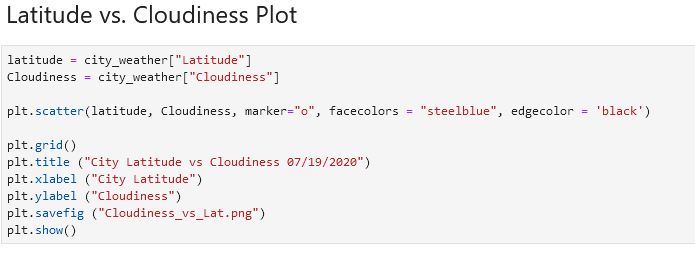 Latitude vs. Cloudiness Plot
latitude = city_weather["Latitude"]
Cloudiness = city_weather["Cloudiness"]
plt.scatter(latitude, Cloudiness, marker="o", facecolors = "steelblue", edgecolor = 'black')
plt.grid()
plt.title ("City Latitude vs Cloudiness 07/19/2020")
plt.xlabel ("City Latitude")
plt.ylabel ("Cloudiness")
plt.savefig ("Cloudiness_vs_Lat.png")
plt.show()